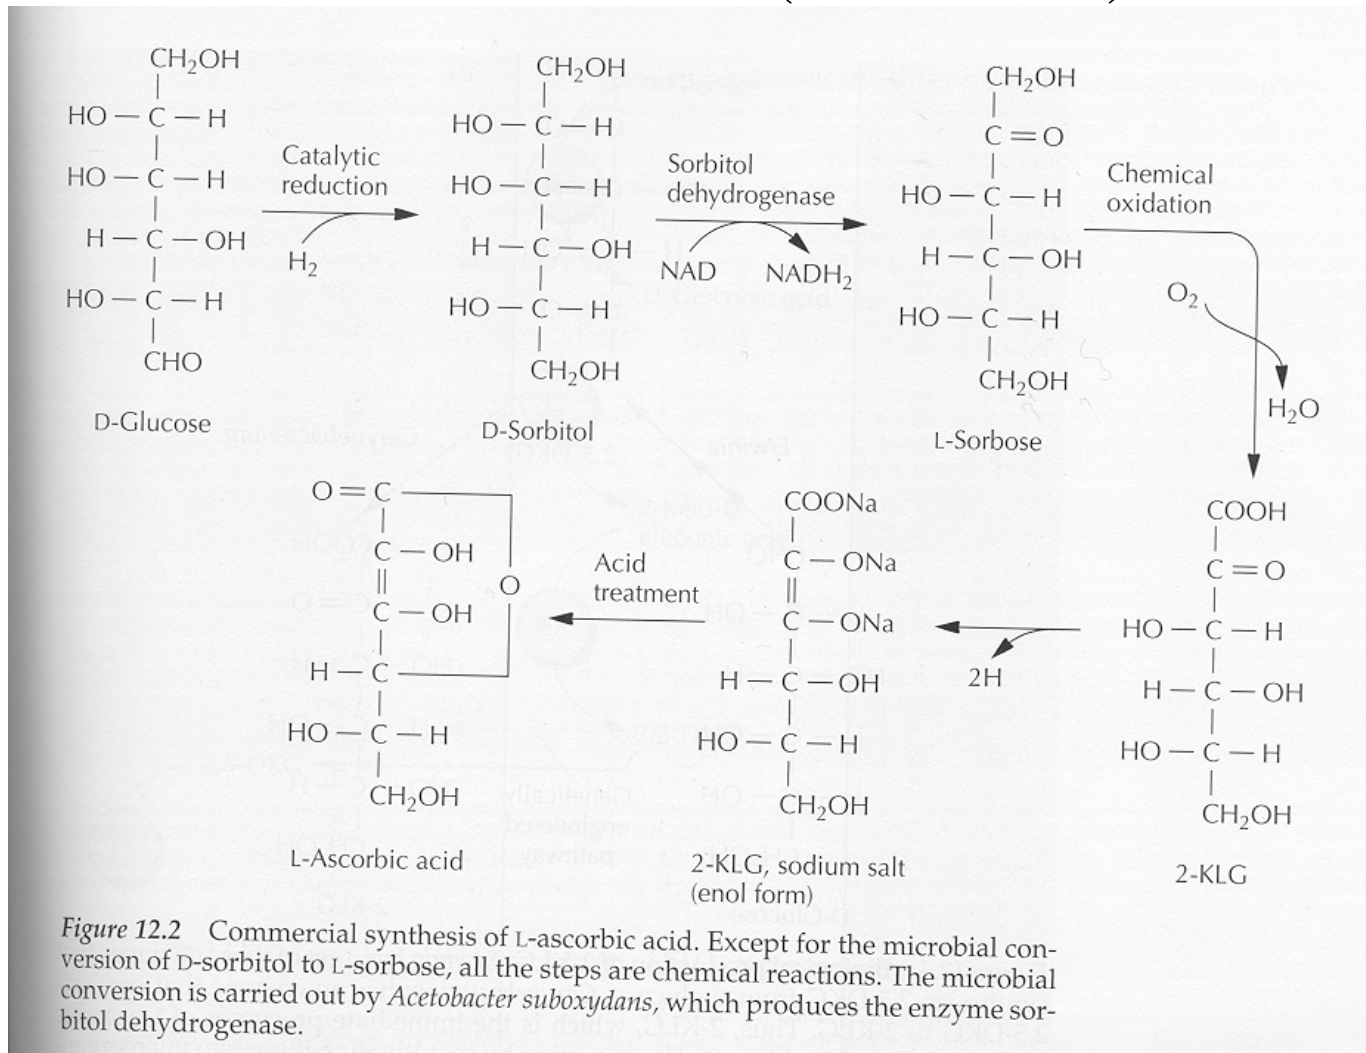 CH2OH
HO — C — H
HO — C — H
H — C — OH
HO — C — H
CHO
D-Glucose
Catalytic
reduction
H2
CH2OH
HO — C — H
HO — C — H
H — C — OH
HO — C — H
CH2OH
D-Sorbitol
Sorbitol
dehydrogenase
NAD
NADH2
CH2OH
C = O
HO — C — H
H — C — OH
HO — C — H
CH2OH
L-Sorbose
Chemical
oxidation
O2
H2O
COOH
C = O
HO — C — H
H — C — OH
HO — C — H
CH2OH
2-KLG
2H
COONa
C — ONa
C — ONa
H — C — OH
HO — C — H
CH2OH
2-KLG, sodium salt
(enol form)
Acid
treatment
O = C
C — OH
O
C — OH
H — C
HO — C — H
CH2OH
L-Ascorbic acid
Figure 12.2 Commercial synthesis of L-ascorbic acid. Except for the microbial con-
version of D-sorbitol to L-sorbose, all the steps are chemical reactions. The microbial
conversion is carried out by Acetobacter suboxydans, which produces the enzyme sor-
bitol dehydrogenase.